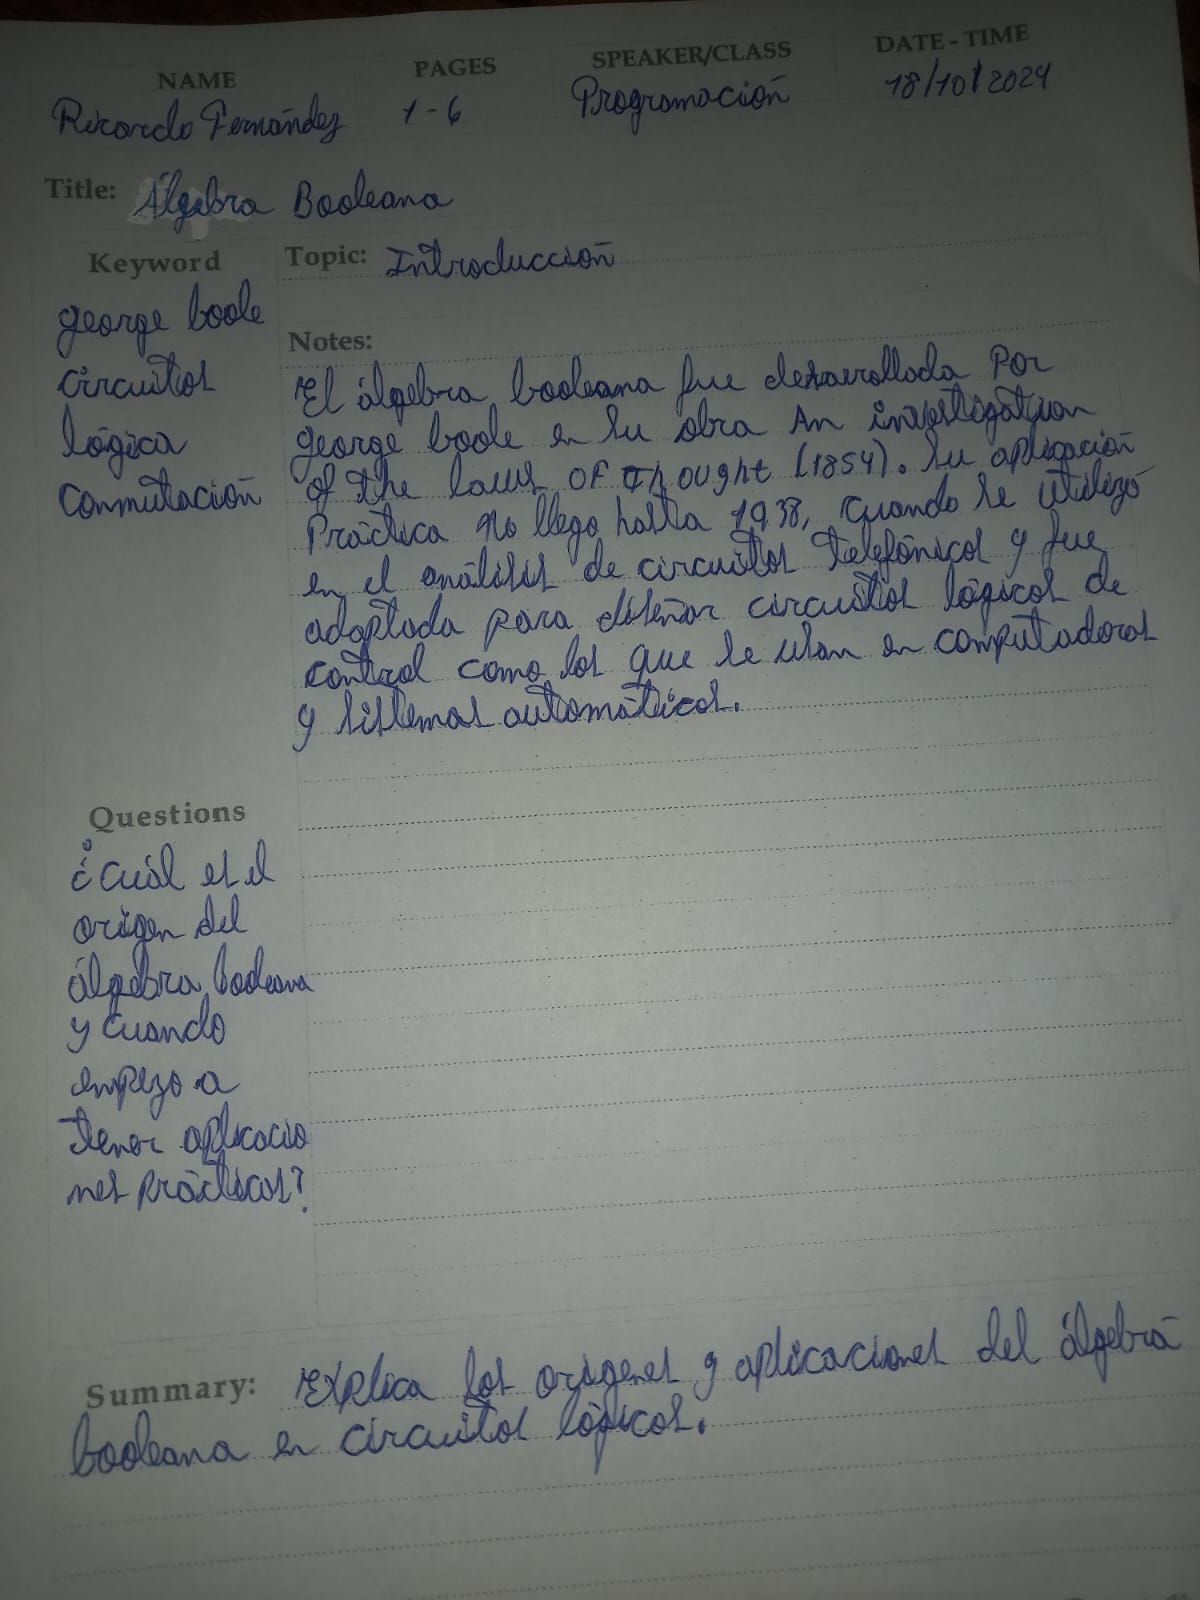 NAME
PAGES
SPEAKER/CLASS
DATE - TIME
Ricardo Fernández
1-6
Programación
18/10/2024
Title: Álgebra Booleana
Keyword
george boole
circuitos
lógica
Conmutación
Topic: Introducción
Notes:
El álgebra booleana fue desarrollada Por
george boole en su obra An investigation
of the laws OF Thought (1854). Su aplicación
Práctica no llego hasta 1938, cuando se utilizó
en el análisis de circuitos telefónicos y fue
adaptada para diseñar circuitos lógicos de
control como los que se usan en computadoras
y sistemas automáticos.
Questions
¿Cuál es el
origen del
álgebra booleana
y cuando
empezo a
tener aplicacio
nes prácticas?
Summary: Explica los orígenes y aplicaciones del álgebra
booleana en circuitos lógicos.